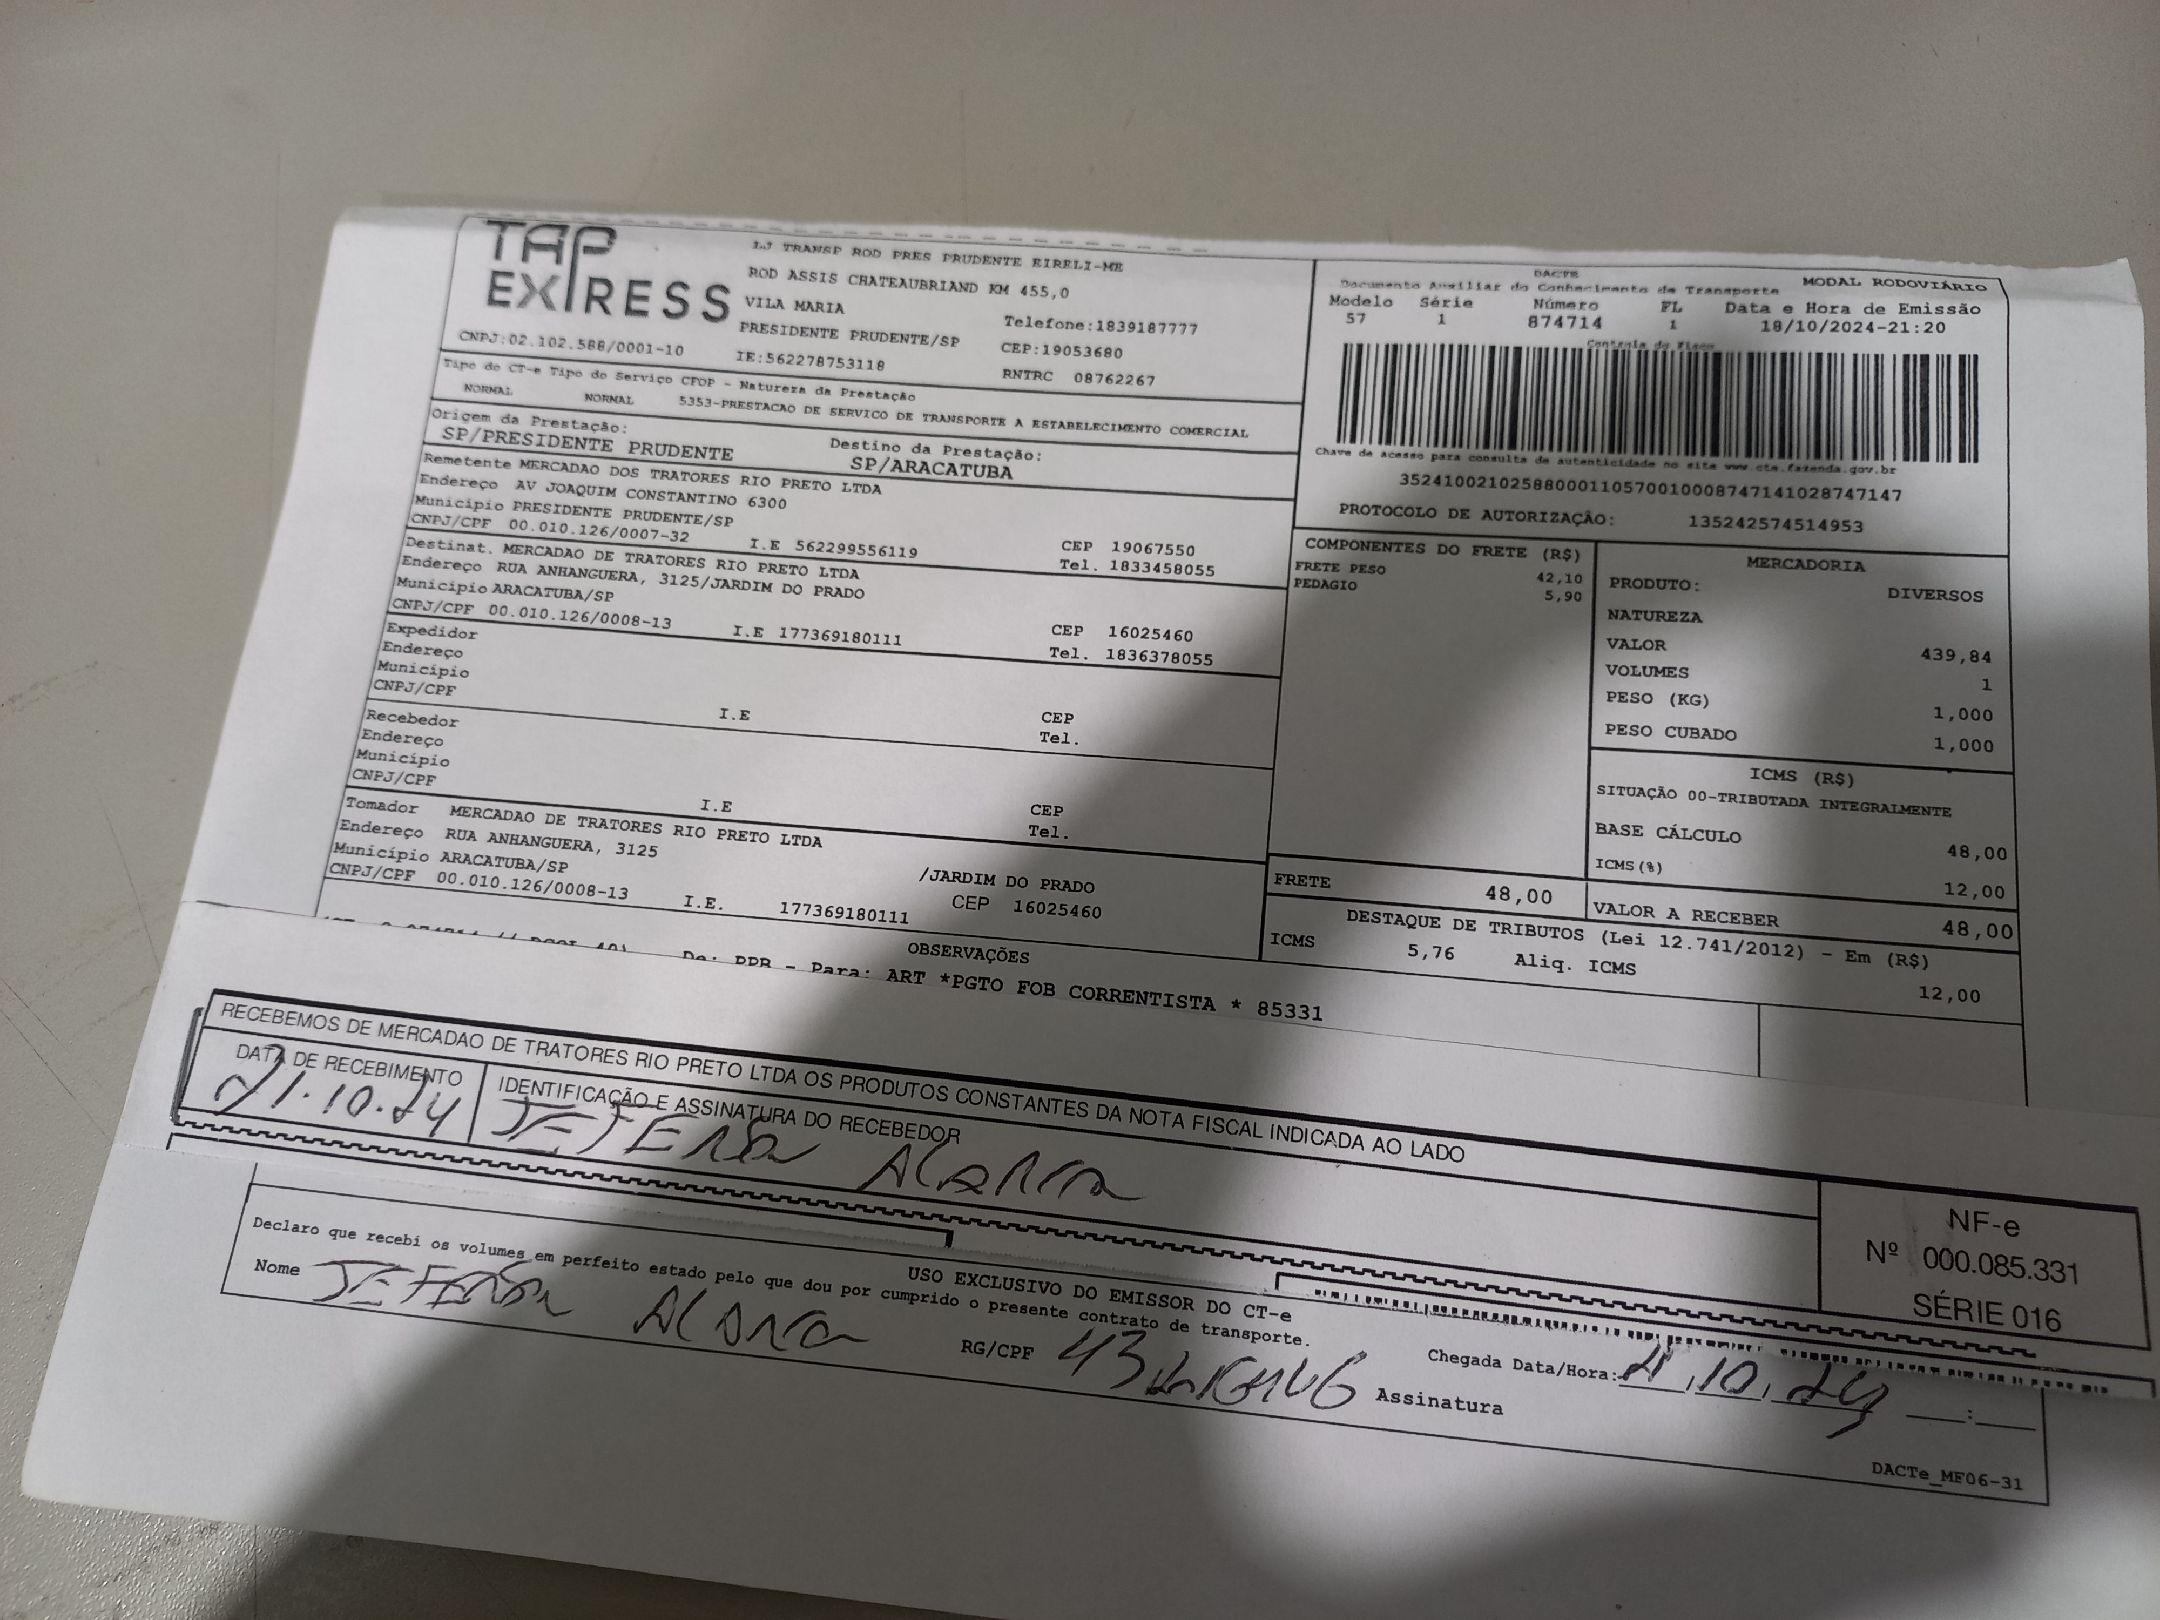 TAP
EXPRESS
LJ TRANSP ROD PRES PRUDENTE EIRELI-ME
ROD ASSIS CHATEAUBRIAND KM 455,0
VILA MARIA Telefone:1839187777
PRESIDENTE PRUDENTE/SP CEP:19053680
CNPJ:02.102.588/0001-10 IE:562278753118 RNTRC 08762267
Tipo do CT-e Tipo do Serviço CFOP - Natureza da Prestação
NORMAL NORMAL 5353-PRESTACAO DE SERVICO DE TRANSPORTE A ESTABELECIMENTO COMERCIAL
Origem da Prestação: Destino da Prestação:
SP/PRESIDENTE PRUDENTE SP/ARACATUBA
Remetente MERCADAO DOS TRATORES RIO PRETO LTDA
Endereço AV JOAQUIM CONSTANTINO 6300
Município PRESIDENTE PRUDENTE/SP CEP 19067550
CNPJ/CPF 00.010.126/0007-32 I.E 562299556119 Tel. 1833458055
Destinat. MERCADAO DE TRATORES RIO PRETO LTDA
Endereço RUA ANHANGUERA, 3125/JARDIM DO PRADO
Município ARACATUBA/SP CEP 16025460
CNPJ/CPF 00.010.126/0008-13 I.E 177369180111 Tel. 1836378055
Expedidor
Endereço
Município CEP
CNPJ/CPF I.E Tel.
Recebedor
Endereço
Município CEP
CNPJ/CPF I.E Tel.
Tomador MERCADAO DE TRATORES RIO PRETO LTDA
Endereço RUA ANHANGUERA, 3125 /JARDIM DO PRADO
Município ARACATUBA/SP CEP 16025460
CNPJ/CPF 00.010.126/0008-13 I.E. 177369180111
DACTE MODAL RODOVIÁRIO
Documento Auxiliar do Conhecimento de Transporte
Modelo Série Número FL Data e Hora de Emissão
57 1 874714 1 18/10/2024-21:20
Controle do Fisco
Chave de acesso para consulta de autenticidade no site www.cte.fazenda.gov.br
35241002102588000110570010008747141028747147
PROTOCOLO DE AUTORIZAÇÃO: 135242574514953
COMPONENTES DO FRETE (R$)
FRETE PESO 42,10
PEDAGIO 5,90
MERCADORIA
PRODUTO: DIVERSOS
NATUREZA
VALOR 439,84
VOLUMES 1
PESO (KG) 1,000
PESO CUBADO 1,000
ICMS (R$)
SITUAÇÃO 00-TRIBUTADA INTEGRALMENTE
BASE CÁLCULO 48,00
ICMS(%) 12,00
FRETE 48,00 VALOR A RECEBER 48,00
DESTAQUE DE TRIBUTOS (Lei 12.741/2012) - Em (R$)
ICMS 5,76 Aliq. ICMS 12,00
OBSERVAÇÕES
De: PPB - Para: ART *PGTO FOB CORRENTISTA * 85331
RECEBEMOS DE MERCADAO DE TRATORES RIO PRETO LTDA OS PRODUTOS CONSTANTES DA NOTA FISCAL INDICADA AO LADO
DATA DE RECEBIMENTO IDENTIFICAÇÃO E ASSINATURA DO RECEBEDOR
21.10.24
NF-e
Nº 000.085.331
SÉRIE 016
USO EXCLUSIVO DO EMISSOR DO CT-e
Declaro que recebi os volumes em perfeito estado pelo que dou por cumprido o presente contrato de transporte.
Nome RG/CPF Assinatura
Chegada Data/Hora: 21,10,24 :
DACTe_MF06-31